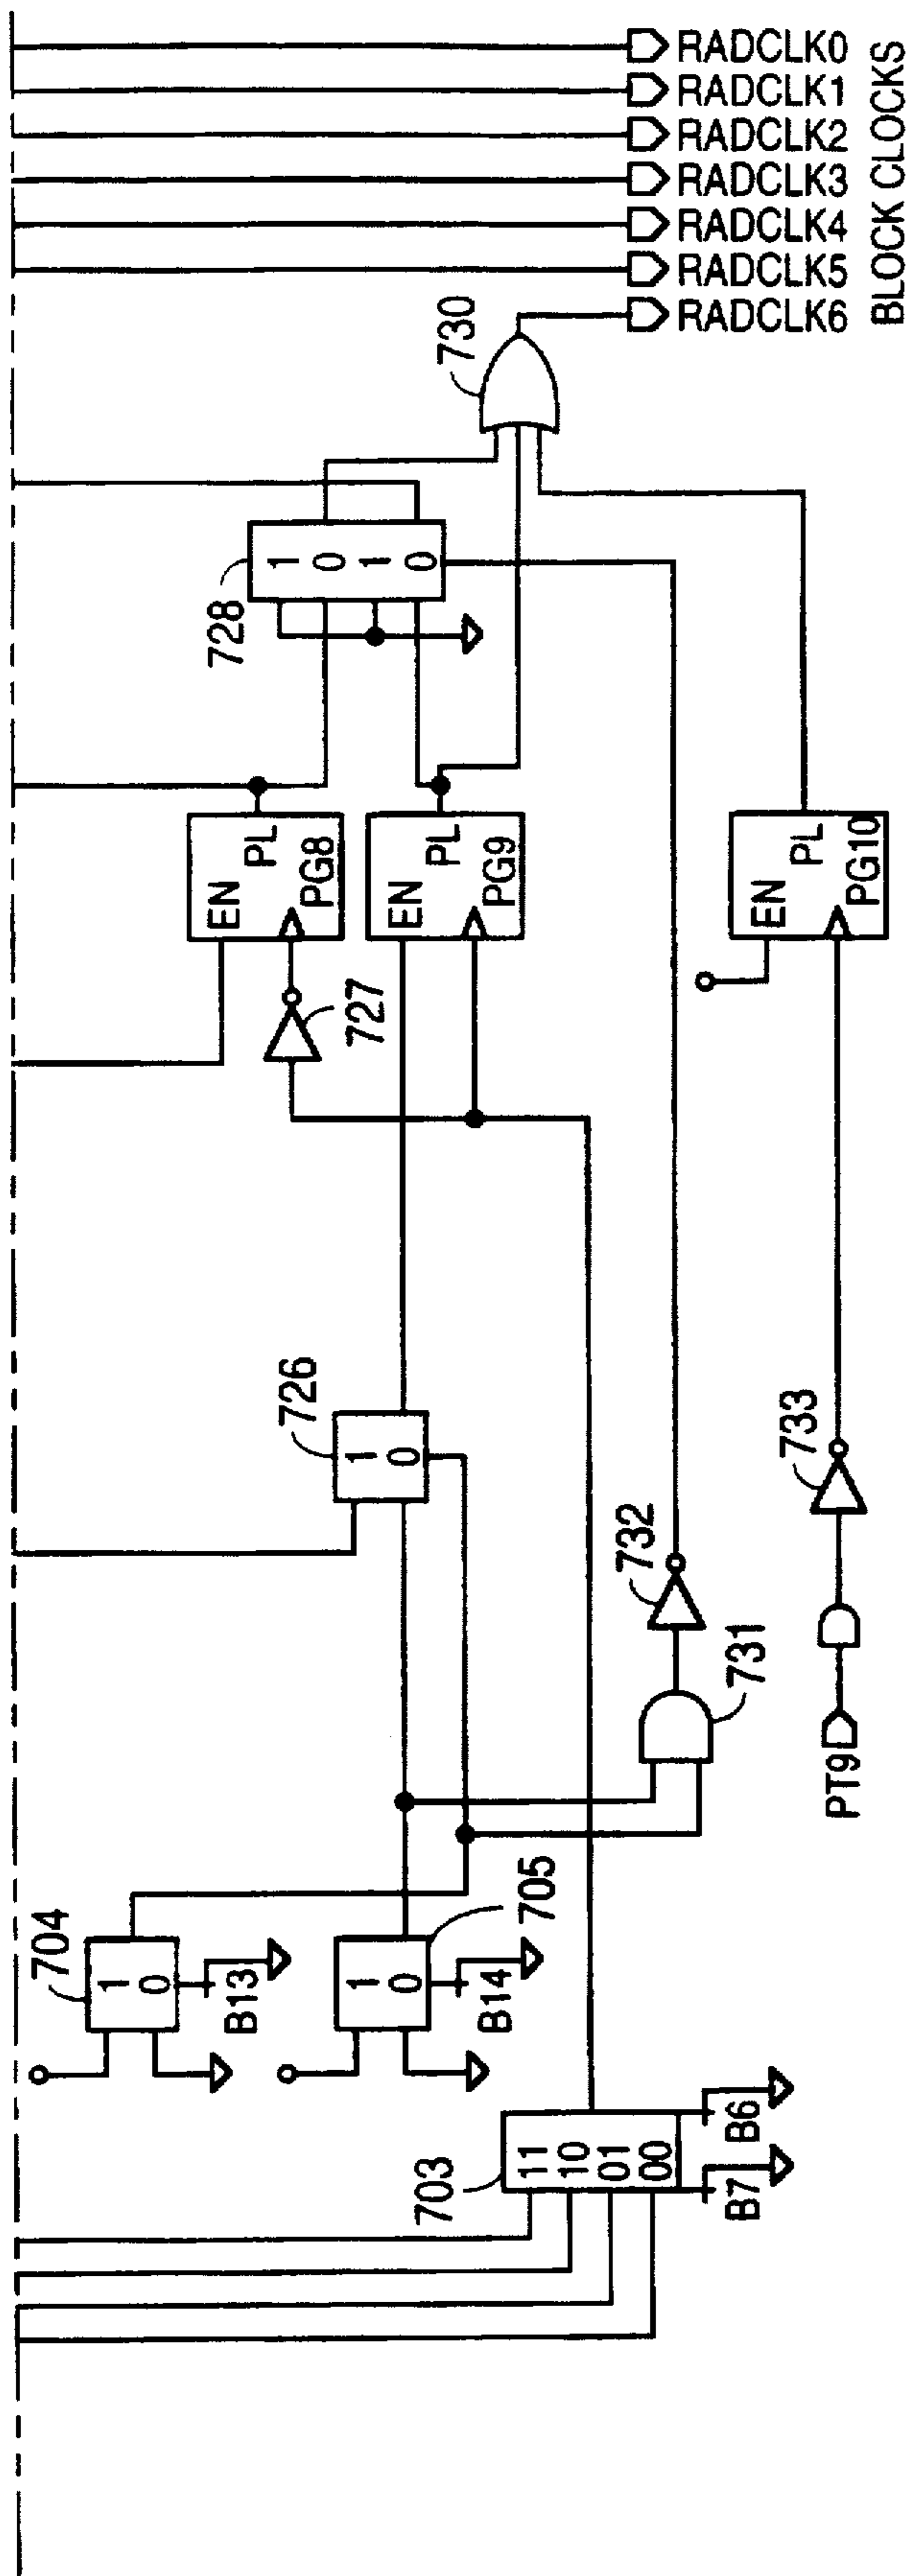 RADCLK0
RADCLK1
RADCLK2
RADCLK3
RADCLK4
RADCLK5
RADCLK6
BLOCK CLOCKS
730
728
1
0
1
0
EN
PL
PG8
EN
PL
PG9
EN
PL
PG10
727
726
1
0
732
733
731
PT9
704
1
0
B13
705
1
0
B14
703
11
10
01
00
B7
B6